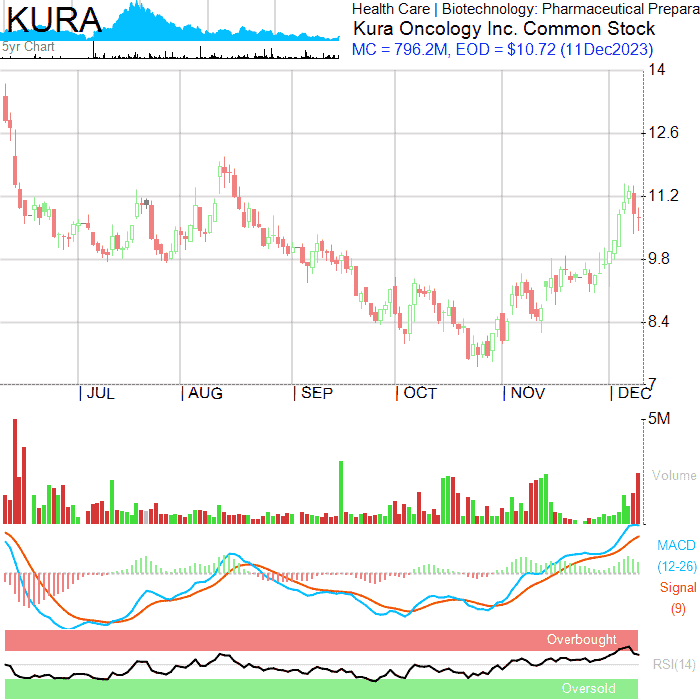 KURA
5yr Chart
Health Care | Biotechnology: Pharmaceutical Prepara
Kura Oncology Inc. Common Stock
MC = 796.2M, EOD = $10.72 (11Dec2023)
14
12.6
11.2
9.8
8.4
7
JUL
AUG
SEP
OCT
NOV
DEC
5M
Volume
MACD
(12-26)
Signal
(9)
Overbought
RSI(14)
Oversold